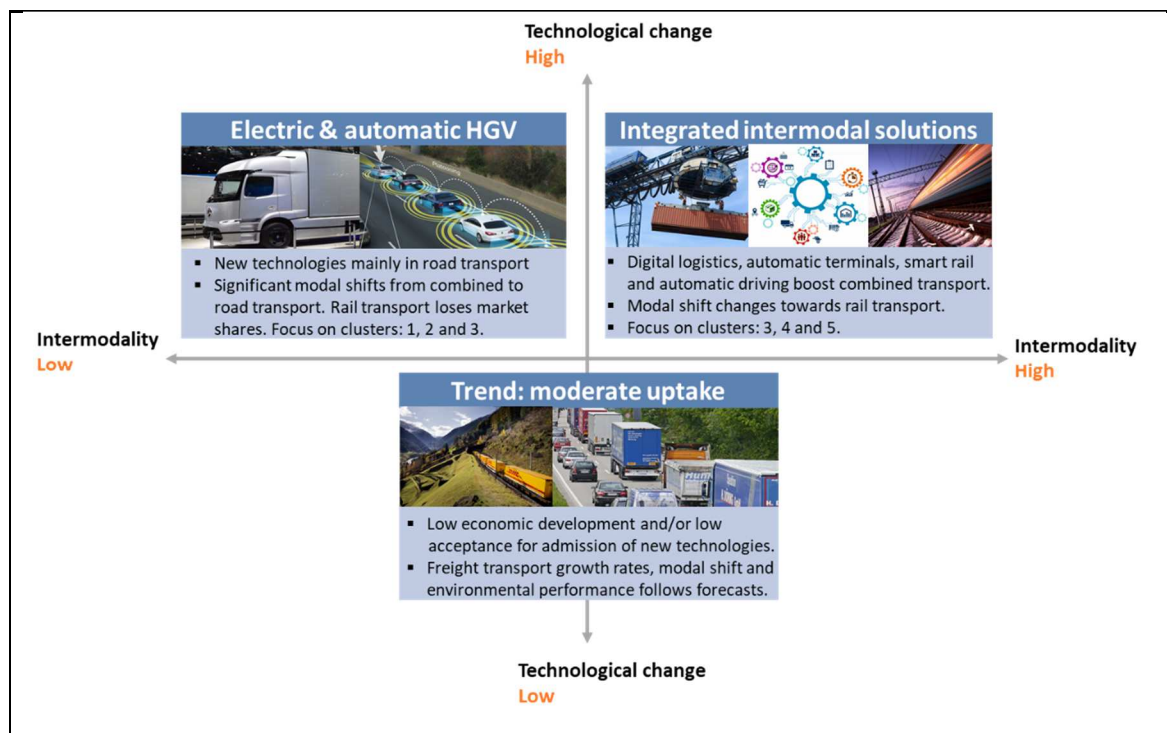 Technological change
High
Electric & automatic HGV
Integrated intermodal solutions
▪ New technologies mainly in road transport
▪ Significant modal shifts from combined to
road transport. Rail transport loses market
shares. Focus on clusters: 1, 2 and 3.
▪ Digital logistics, automatic terminals, smart rail
and automatic driving boost combined transport.
▪ Modal shift changes towards rail transport.
▪ Focus on clusters: 3, 4 and 5.
Intermodality
Low
Intermodality
High
Trend: moderate uptake
▪ Low economic development and/or low
acceptance for admission of new technologies.
▪ Freight transport growth rates, modal shift and
environmental performance follows forecasts.
Technological change
Low